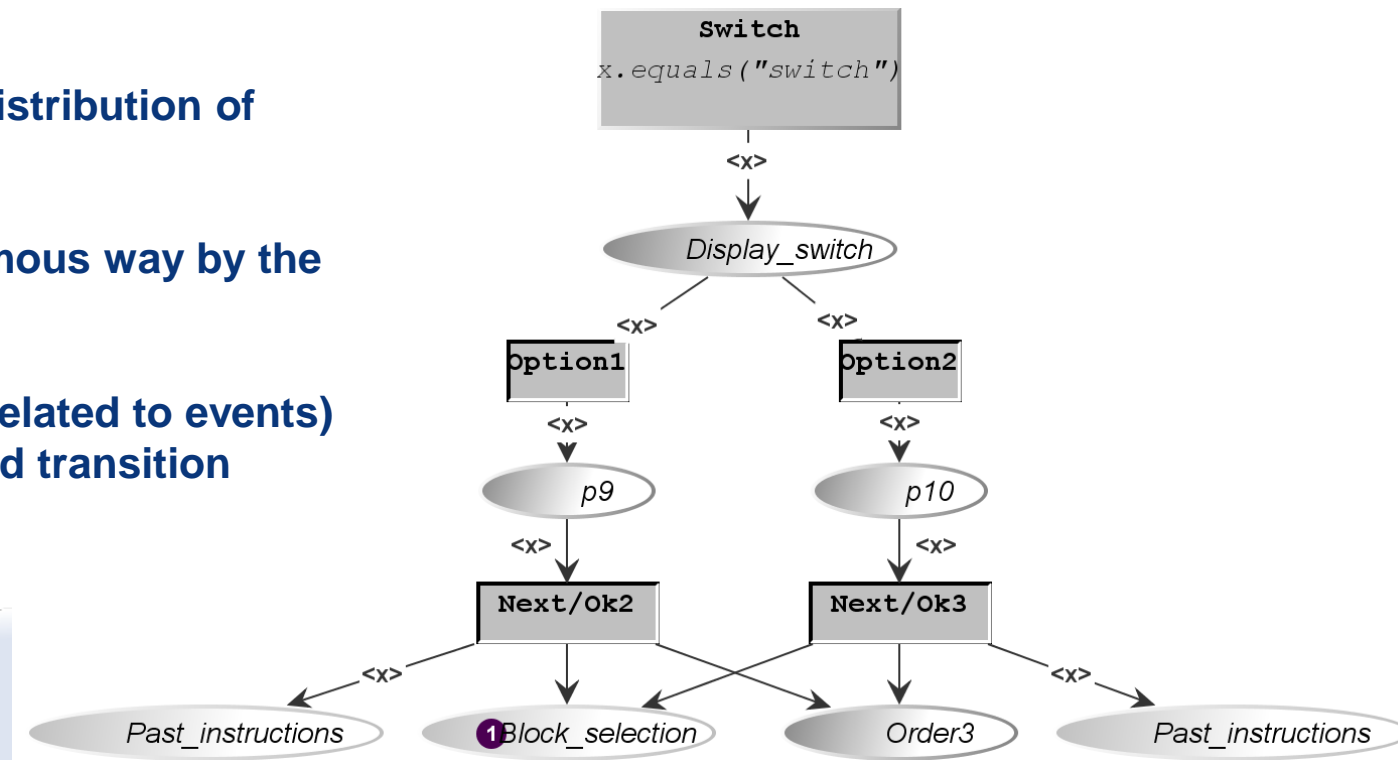 istribution of
nous way by the
elated to events)
d transition
Switch
x.equals("switch")
<x>
Display_switch
<x> <x>
Option1 Option2
<x> <x>
p9 p10
<x> <x>
Next/Ok2 Next/Ok3
<x> <x>
Past_instructions 1 Block_selection Order3 Past_instructions